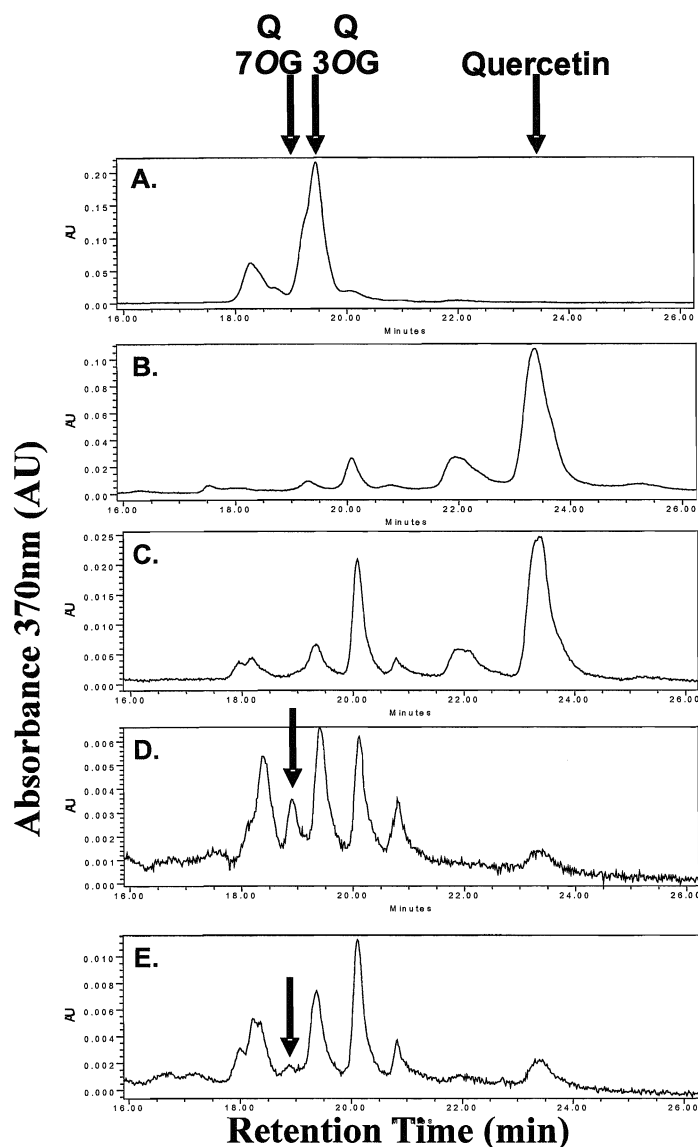 Q Q
7OG 3OG Quercetin
A.
0.20
0.15
AU
0.10
0.05
0.00
16.00 18.00 20.00 22.00 24.00 26.00
Minutes
B.
0.10
0.08
AU
0.06
0.04
0.02
0.00
16.00 18.00 20.00 22.00 24.00 26.00
Minutes
C.
0.025
0.020
AU
0.015
0.010
0.005
0.000
16.00 18.00 20.00 22.00 24.00 26.00
Minutes
D.
0.006
0.005
0.004
AU
0.003
0.002
0.001
0.000
16.00 18.00 20.00 22.00 24.00 26.00
Minutes
E.
0.010
0.008
AU
0.006
0.004
0.002
0.000
16.00 18.00 20.00 22.00 24.00 26.00
Absorbance 370nm (AU)
Retention Time (min)